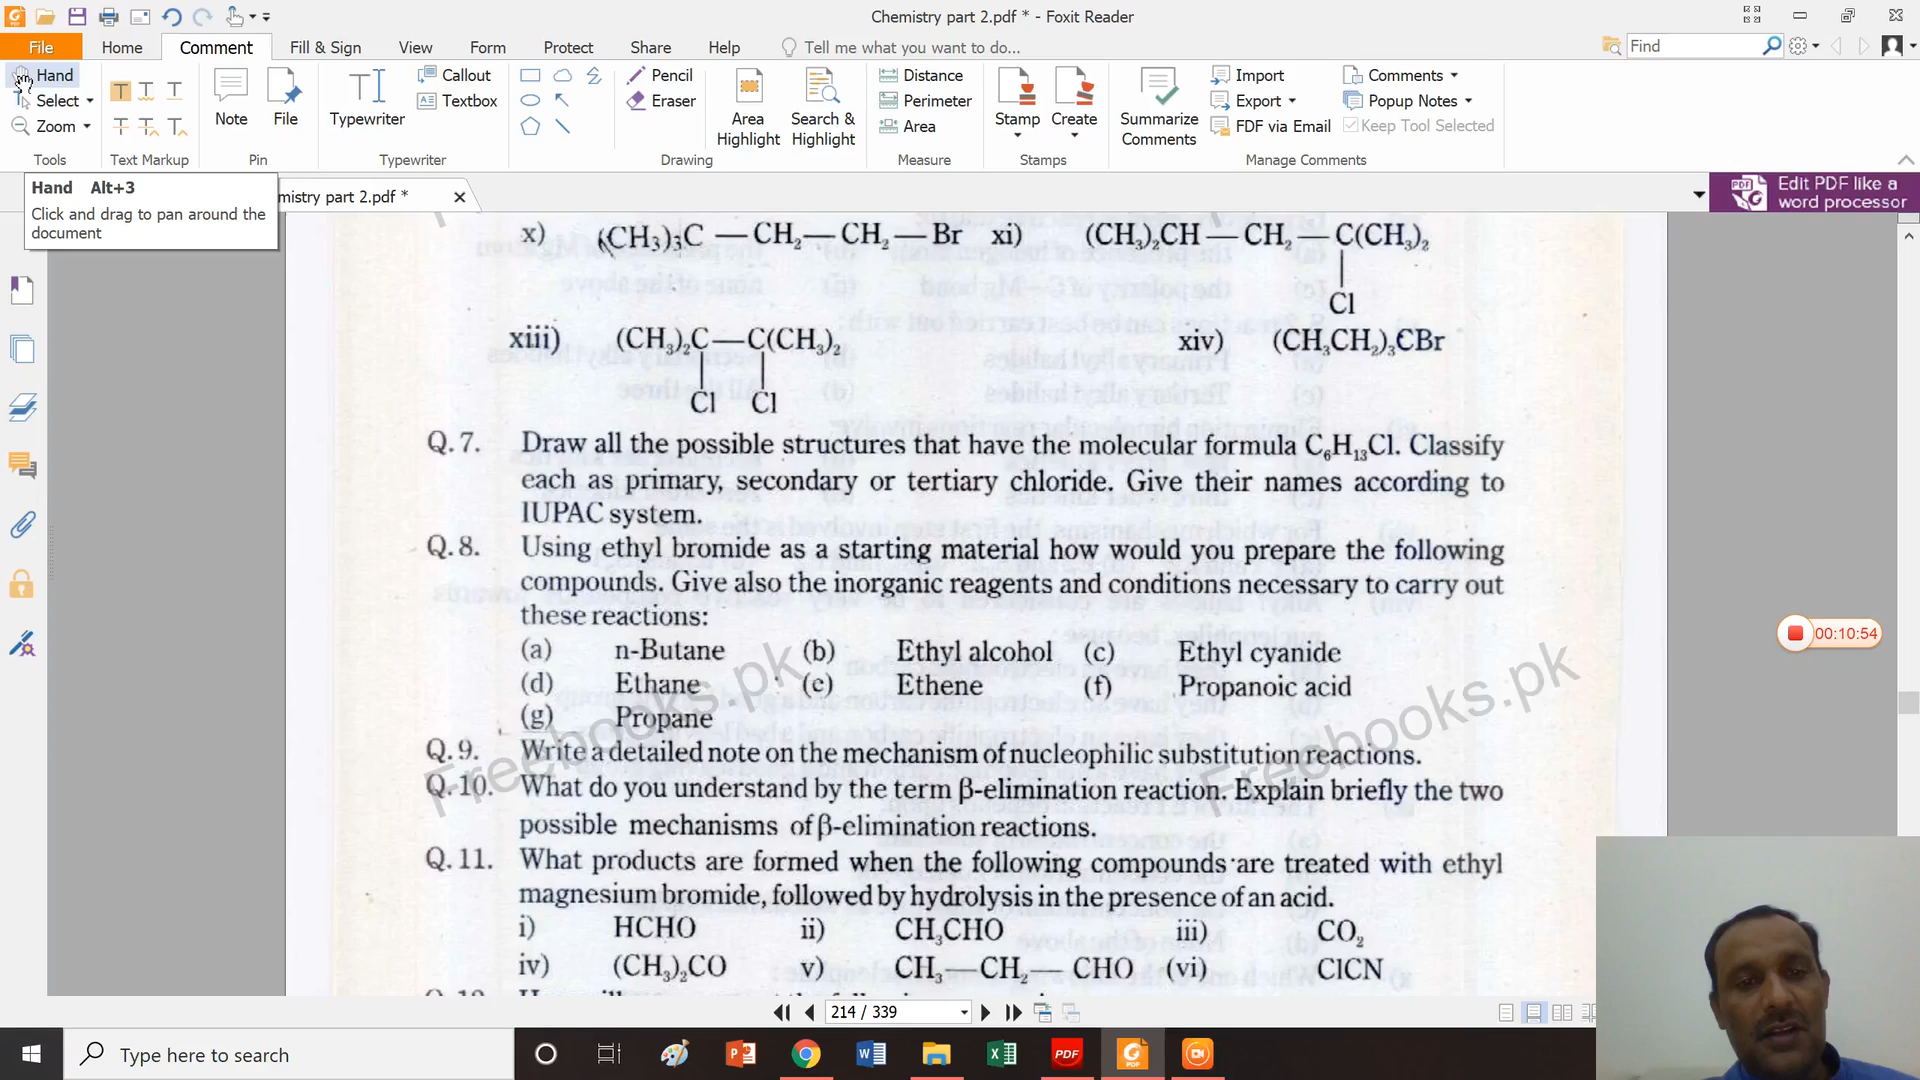 Chemistry part 2.pdf * - Foxit Reader
File Home Comment Fill & Sign View Form Protect Share Help Tell me what you want to do... Find
Hand
Select
Zoom
Tools
Text Markup
Note
File
Pin
Typewriter
Callout
Textbox
Typewriter
Pencil
Eraser
Area Highlight
Search & Highlight
Drawing
Distance
Perimeter
Area
Measure
Stamp
Create
Stamps
Summarize Comments
Import
Export
FDF via Email
Comments
Popup Notes
Keep Tool Selected
Manage Comments
Hand Alt+3
Click and drag to pan around the
document
mistry part 2.pdf *
Edit PDF like a
word processor
x) (CH₃)₃C — CH₂ — CH₂ — Br xi) (CH₃)₂CH — CH₂ — C(CH₃)₂
Cl
xiii) (CH₃)₂C — C(CH₃)₂ xiv) (CH₃CH₂)₃CBr
Cl Cl
Q.7. Draw all the possible structures that have the molecular formula C₆H₁₃Cl. Classify
each as primary, secondary or tertiary chloride. Give their names according to
IUPAC system.
Q.8. Using ethyl bromide as a starting material how would you prepare the following
compounds. Give also the inorganic reagents and conditions necessary to carry out
these reactions:
(a) n-Butane (b) Ethyl alcohol (c) Ethyl cyanide
(d) Ethane (e) Ethene (f) Propanoic acid
(g) Propane
Q.9. Write a detailed note on the mechanism of nucleophilic substitution reactions.
Q.10. What do you understand by the term β-elimination reaction. Explain briefly the two
possible mechanisms of β-elimination reactions.
Q.11. What products are formed when the following compounds are treated with ethyl
magnesium bromide, followed by hydrolysis in the presence of an acid.
i) HCHO ii) CH₃CHO iii) CO₂
iv) (CH₃)₂CO v) CH₃ — CH₂ — CHO (vi) ClCN
Freebooks.pk
Freebooks.pk
00:10:54
214 / 339
Type here to search